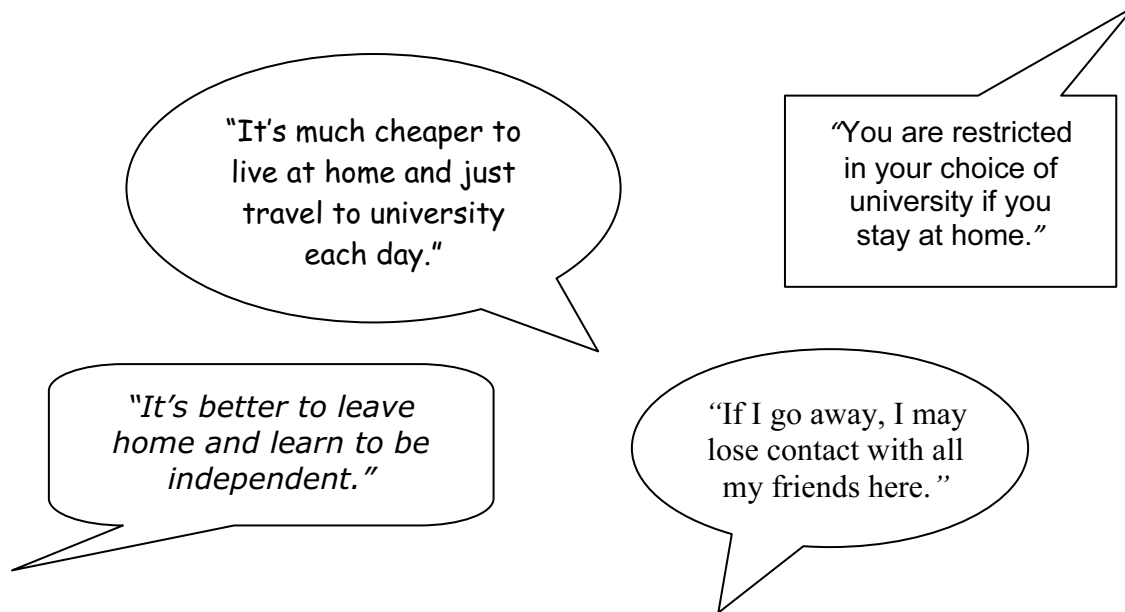 “It’s much cheaper to
live at home and just
travel to university
each day.”
“You are restricted
in your choice of
university if you
stay at home.”
“It’s better to leave
home and learn to be
independent.”
“If I go away, I may
lose contact with all
my friends here.”